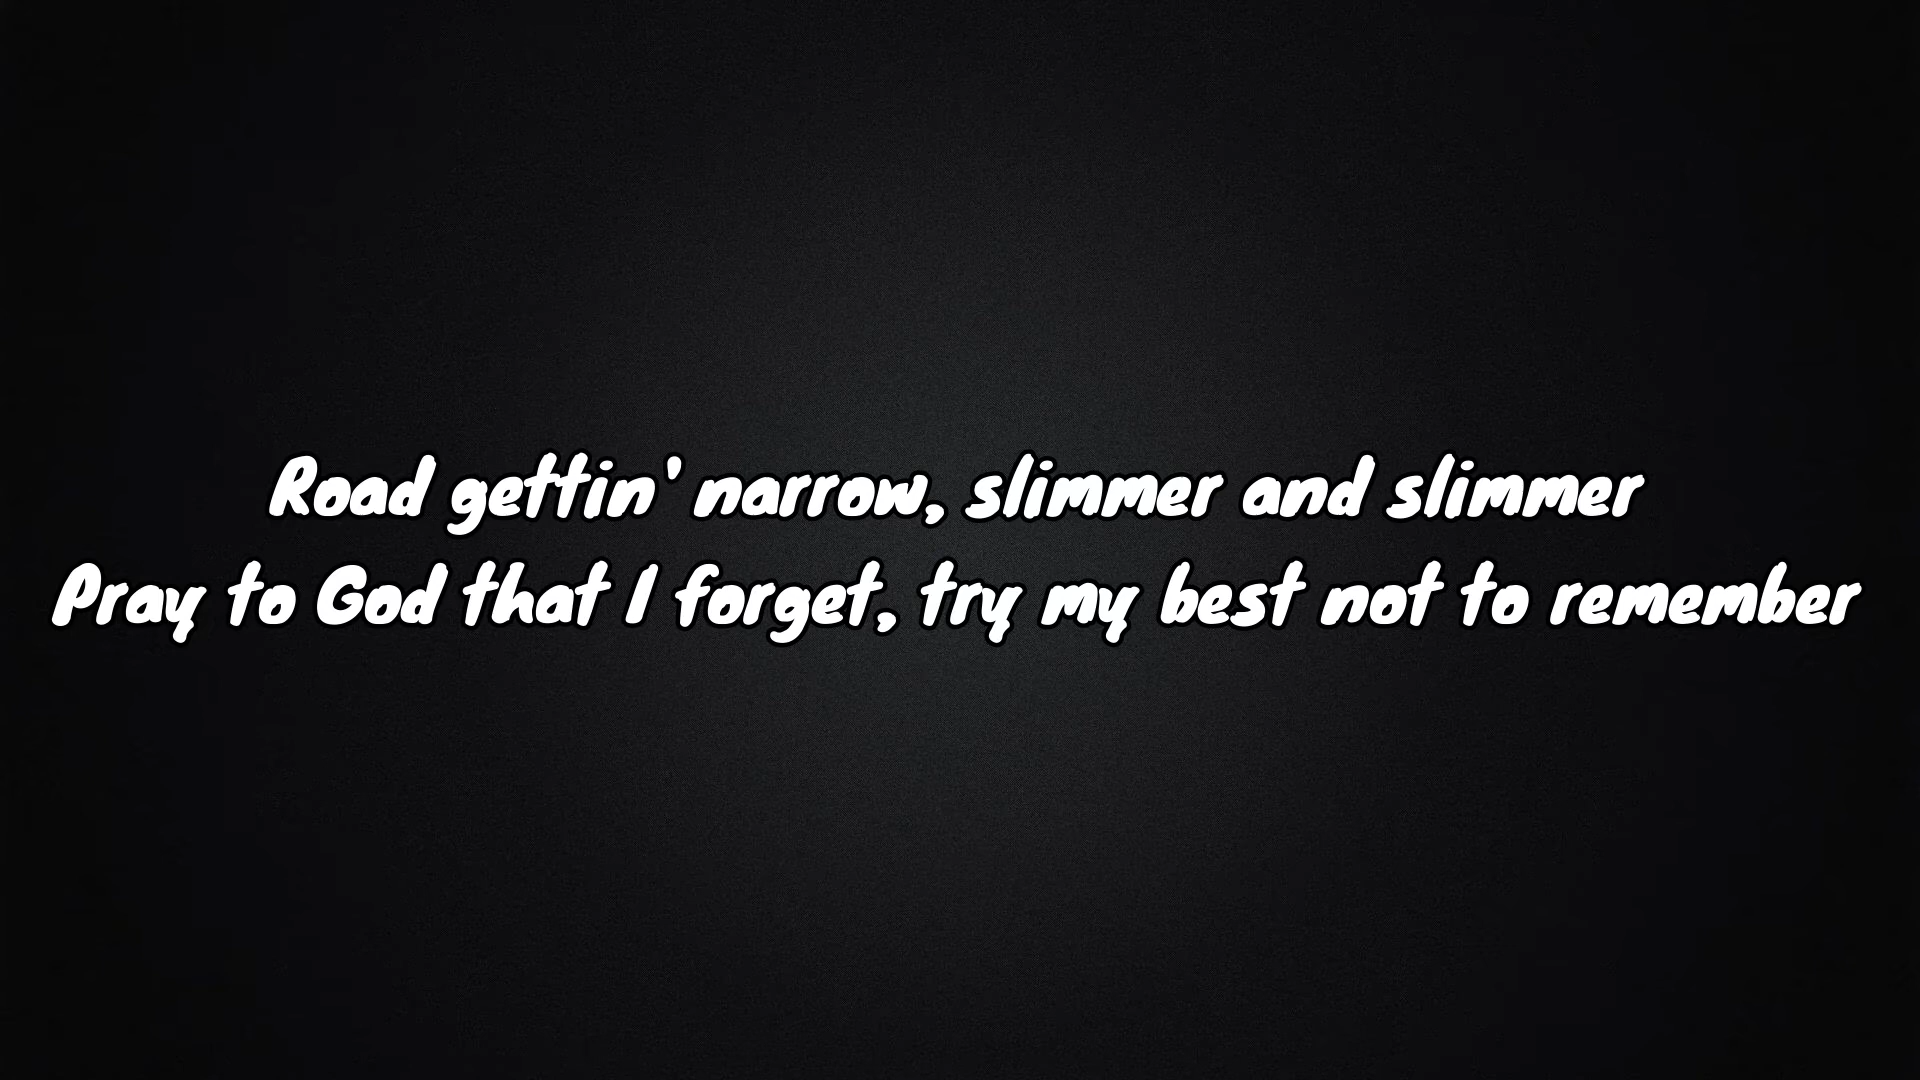 Road gettin' narrow, slimmer and slimmer
Pray to God that I forget, try my best not to remember